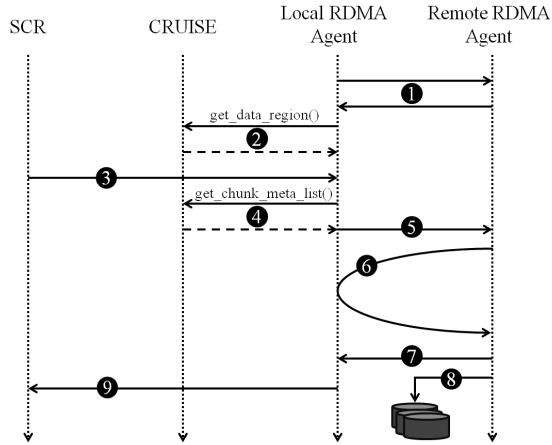 SCR
CRUISE
Local RDMA
Agent
Remote RDMA
Agent
1
get_data_region()
2
3
get_chunk_meta_list()
4
5
6
7
8
9